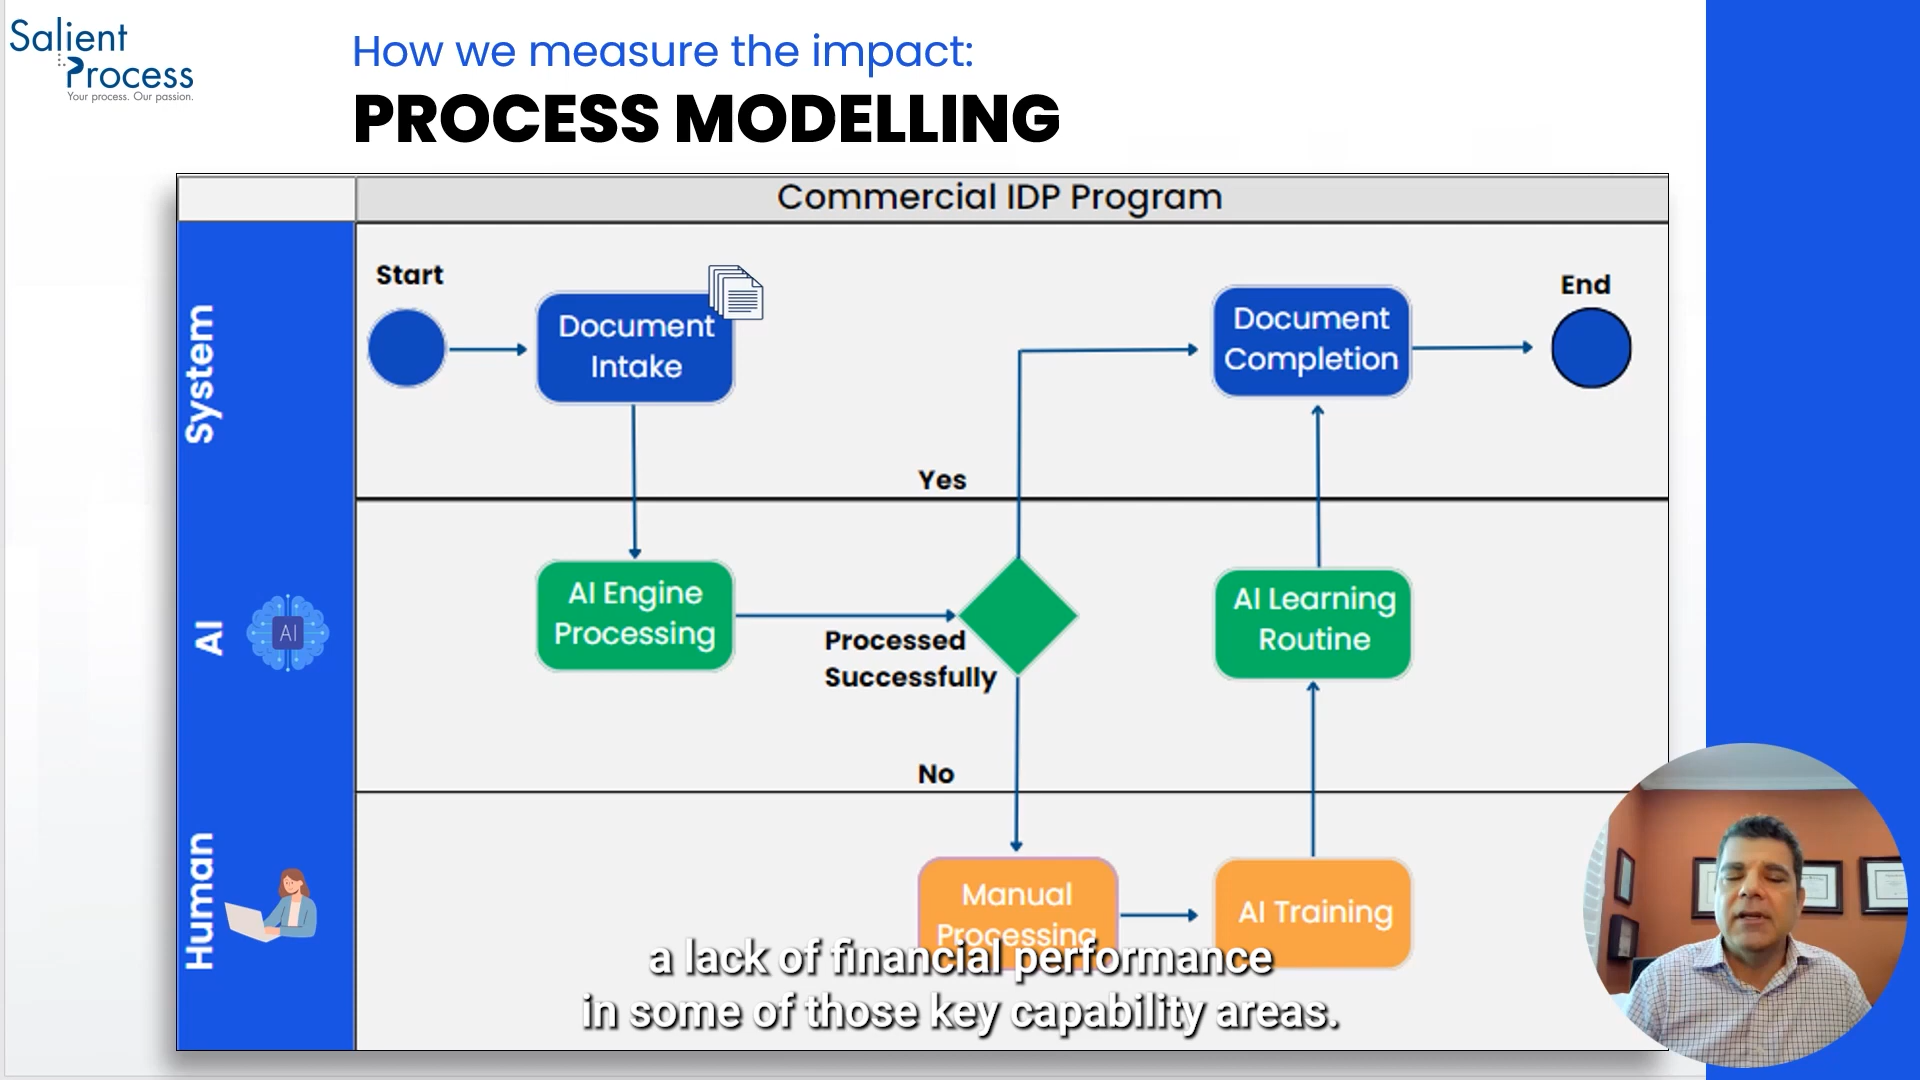 Salient
Process
Your process. Our passion.
How we measure the impact:
PROCESS MODELLING
Commercial IDP Program
System
Start
Document
Intake
Document
Completion
End
Yes
AI
AI
AI Engine
Processing
Processed
Successfully
AI Learning
Routine
No
Human
Manual
Processing
AI Training
a lack of financial performance
in some of those key capability areas.